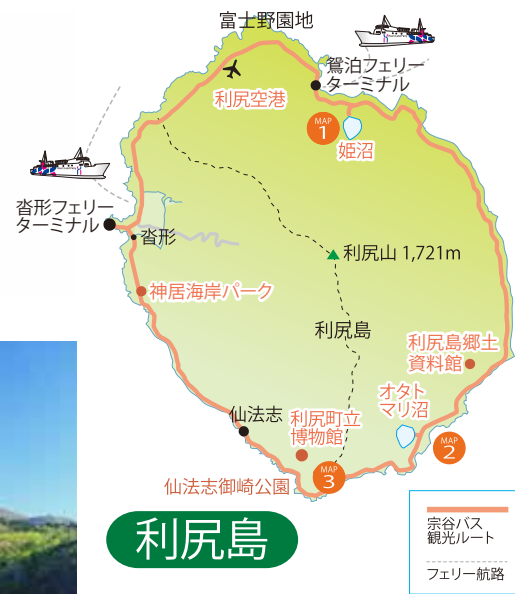 富士野園地
鴛泊フェリー
ターミナル
利尻空港
MAP
1
姫沼
沓形フェリー
ターミナル
沓形
利尻山 1,721m
神居海岸パーク
利尻島
利尻島郷土
資料館
オタト
マリ沼
仙法志
利尻町立
博物館
MAP
2
MAP
3
仙法志御崎公園
利尻島
宗谷バス
観光ルート
フェリー航路